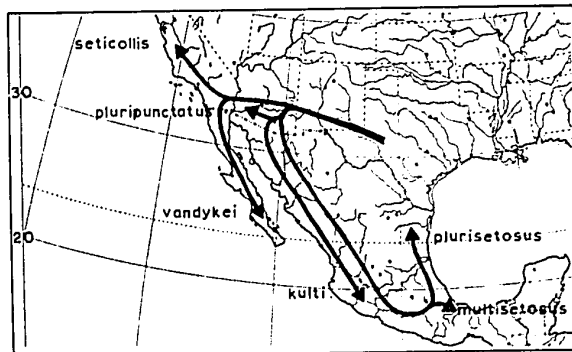 seticollis
30
pluripunctatus
vandykei
20
plurisetosus
kulti
multisetosus